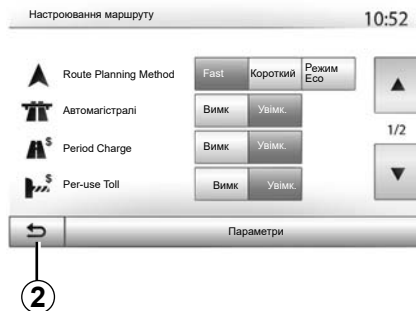 Настроювання маршруту 10:52
Route Planning Method Fast Короткий Режим Eco
Автомагістралі Вимк Увімк.
1/2
Period Charge Вимк Увімк.
Per-use Toll Вимк Увімк.
Параметри
2